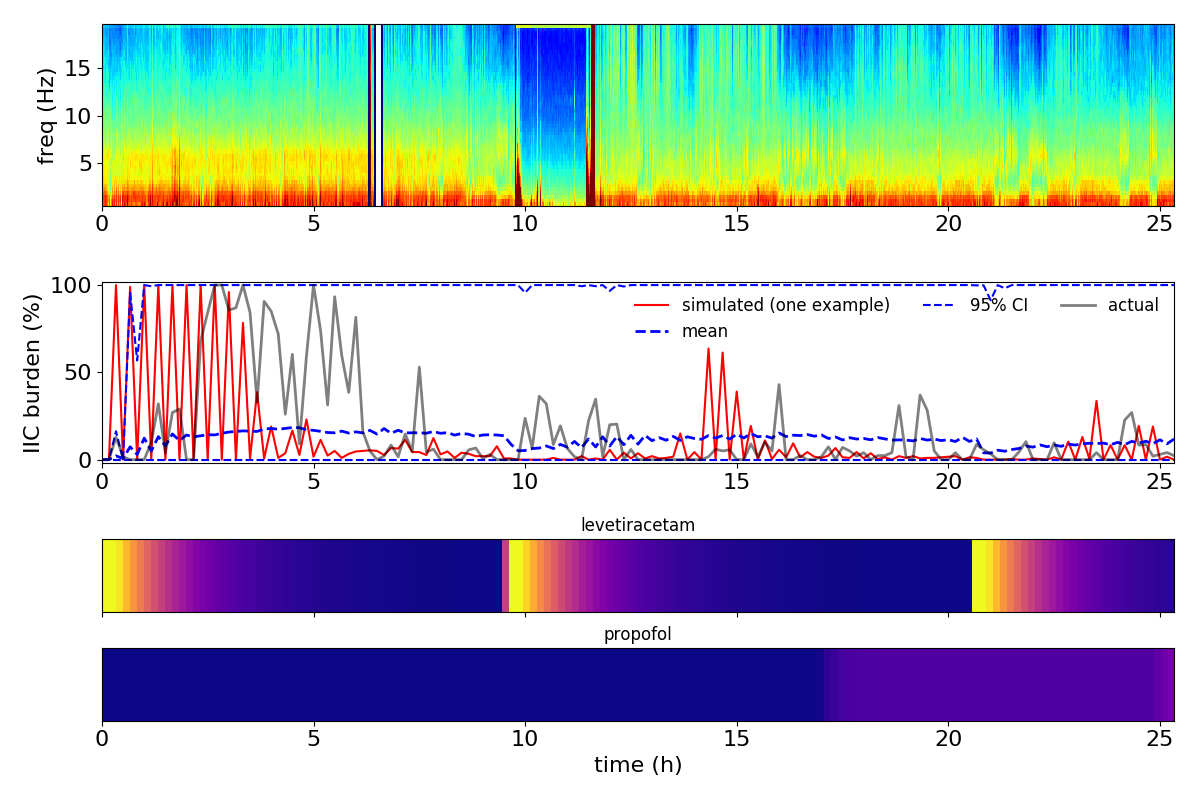 freq (Hz)
15
10
5
0 5 10 15 20 25
IIC burden (%)
100
50
0
simulated (one example) 95% CI actual
mean
0 5 10 15 20 25
levetiracetam
propofol
0 5 10 15 20 25
time (h)